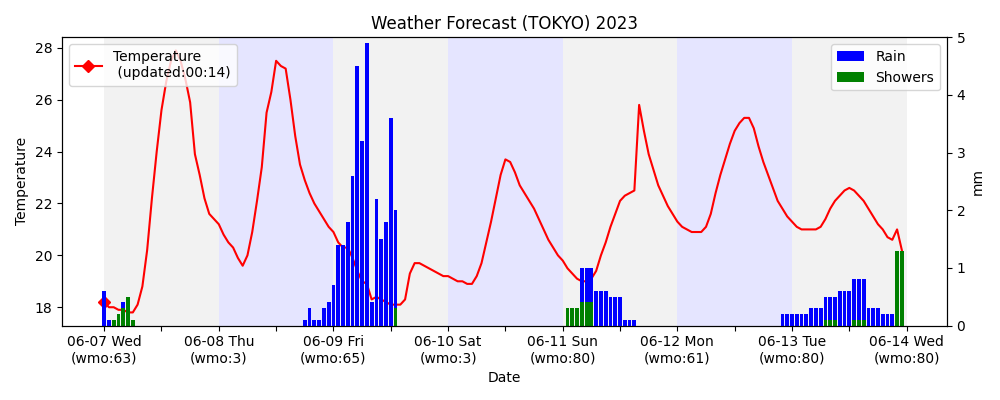 Weather Forecast (TOKYO) 2023
Temperature
(updated:00:14)
Rain
Showers
Temperature
28
26
24
22
20
18
5
4
3
2
1
0
mm
06-07 Wed
(wmo:63)
06-08 Thu
(wmo:3)
06-09 Fri
(wmo:65)
06-10 Sat
(wmo:3)
06-11 Sun
(wmo:80)
06-12 Mon
(wmo:61)
06-13 Tue
(wmo:80)
06-14 Wed
(wmo:80)
Date